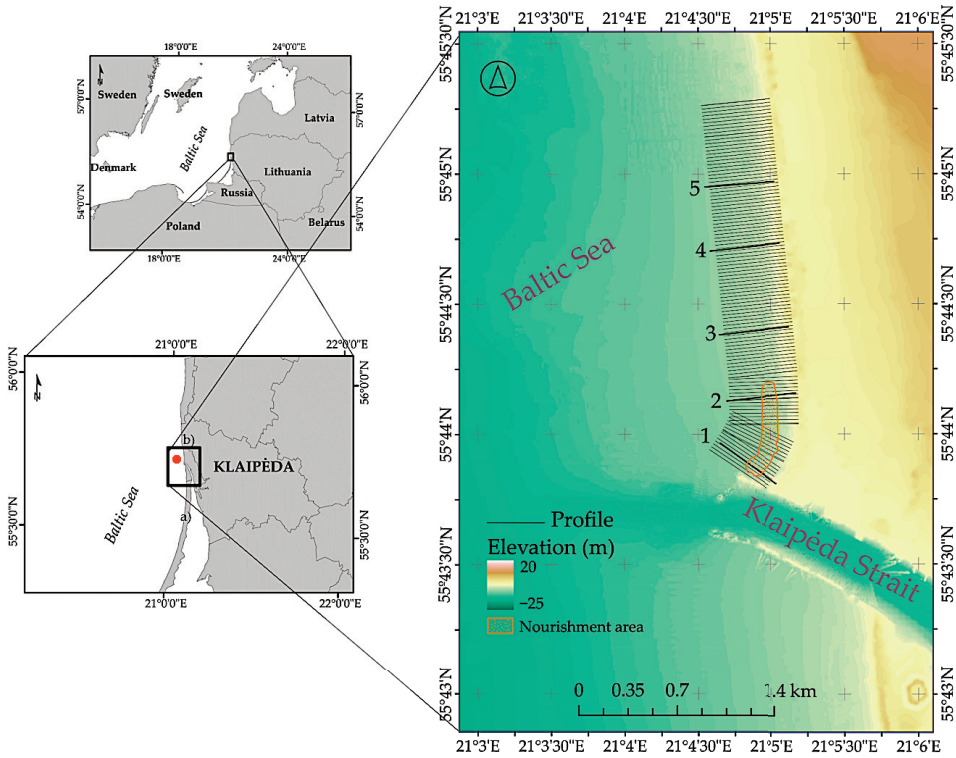 18°0'0"E 24°0'0"E
57°0'0"N
54°0'0"N
N
Sweden
Sweden
Latvia
Baltic Sea
Denmark
Lithuania
Russia
Poland
Belarus
57°0'0"N
54°0'0"N
18°0'0"E 24°0'0"E
21°0'0"E 22°0'0"E
56°0'0"N
55°30'0"N
N
b)
KLAIPĖDA
Baltic Sea
a)
56°0'0"N
55°30'0"N
21°0'0"E 22°0'0"E
21°3'E 21°3'30"E 21°4'E 21°4'30"E 21°5'E 21°5'30"E 21°6'E
55°45'30"N
55°45'N
55°44'30"N
55°44'N
55°43'30"N
55°43'N
5
4
Baltic Sea
3
2
1
Klaipėda Strait
Profile
Elevation (m)
20
−25
Nourishment area
0 0.35 0.7 1.4 km
55°45'30"N
55°45'N
55°44'30"N
55°44'N
55°43'30"N
55°43'N
21°3'E 21°3'30"E 21°4'E 21°4'30"E 21°5'E 21°5'30"E 21°6'E